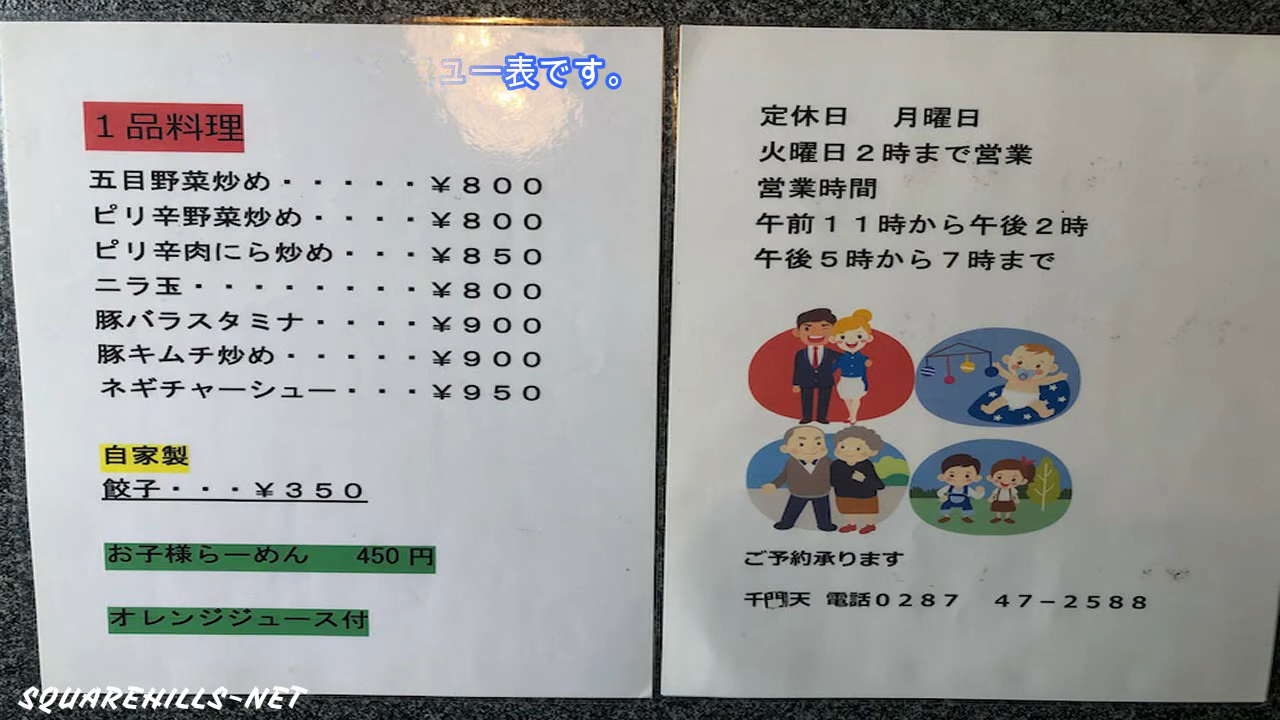 ュー表です。
１品料理
五目野菜炒め・・・・・￥８００
ピリ辛野菜炒め・・・・￥８００
ピリ辛肉にら炒め・・・￥８５０
ニラ玉・・・・・・・・￥８００
豚バラスタミナ・・・・￥９００
豚キムチ炒め・・・・・￥９００
ネギチャーシュー・・・￥９５０
自家製
餃子・・・￥３５０
お子様らーめん 450円
オレンジジュース付
定休日 月曜日
火曜日２時まで営業
営業時間
午前１１時から午後２時
午後５時から７時まで
ご予約承ります
千門天 電話０２８７ ４７－２５８８
SQUAREHILLS-NET